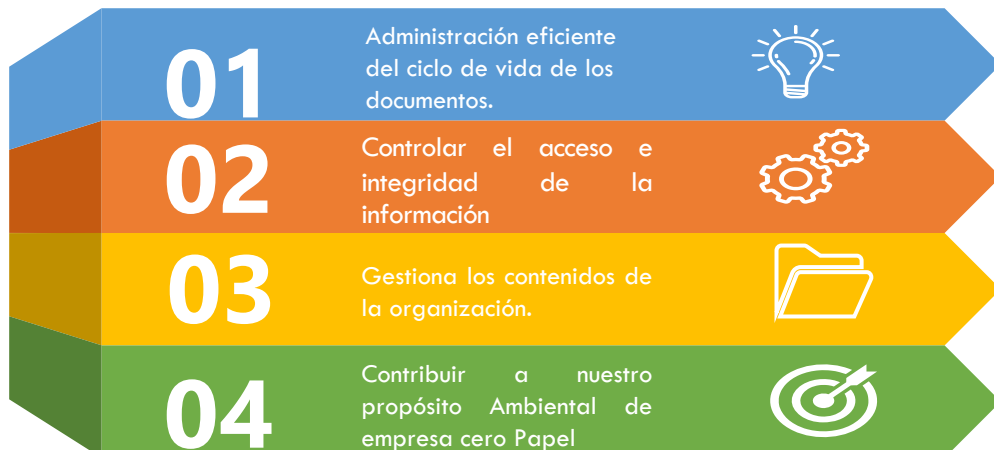 01
Administración eficiente
del ciclo de vida de los
documentos.
02
Controlar el acceso e
integridad de la
información
03
Gestiona los contenidos de
la organización.
04
Contribuir a nuestro
propósito Ambiental de
empresa cero Papel